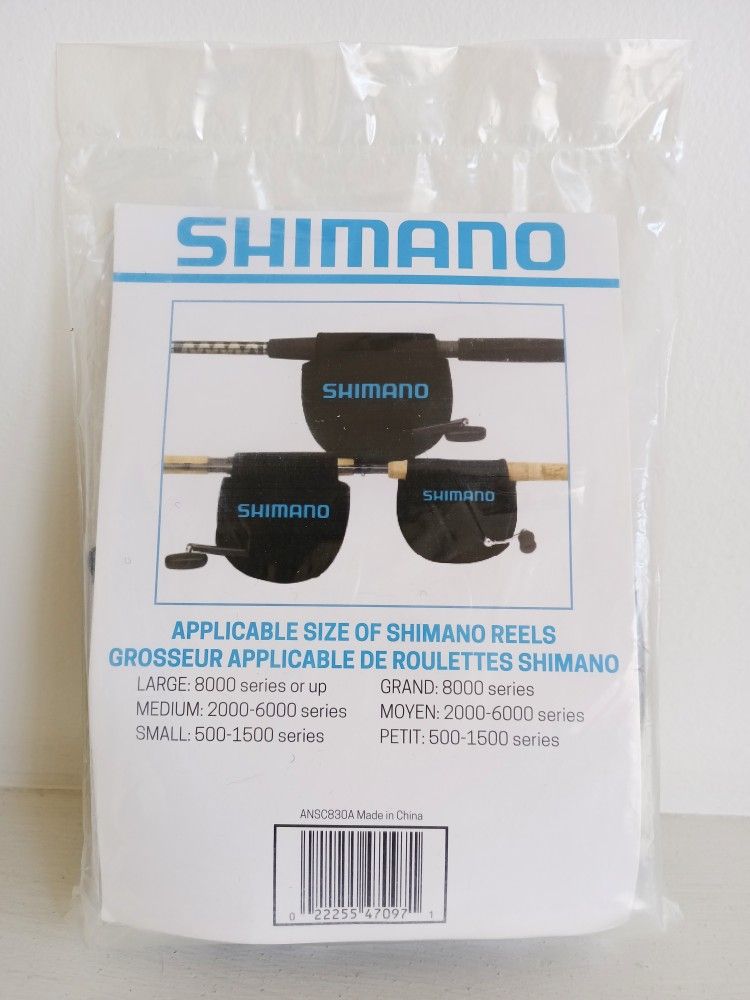 SHIMANO
SHIMANO
SHIMANO
SHIMANO
APPLICABLE SIZE OF SHIMANO REELS
GROSSEUR APPLICABLE DE ROULETTES SHIMANO
LARGE: 8000 series or up
MEDIUM: 2000-6000 series
SMALL: 500-1500 series
GRAND: 8000 series
MOYEN: 2000-6000 series
PETIT: 500-1500 series
ANSC830A Made in China
0 22255 47097 1